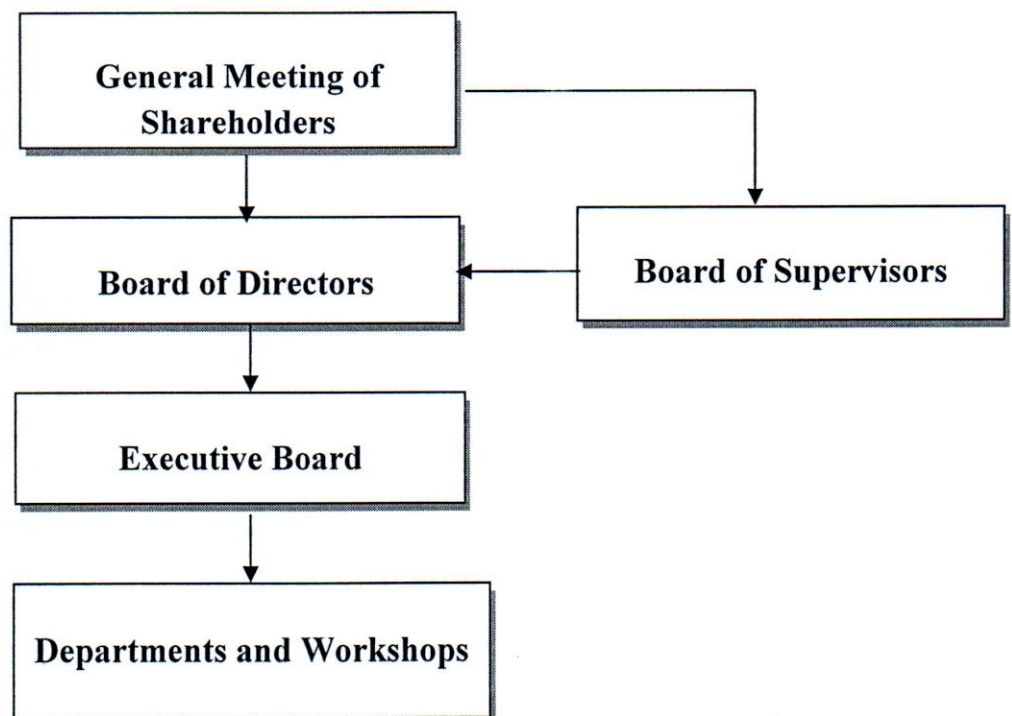 General Meeting of
Shareholders
Board of Directors
Board of Supervisors
Executive Board
Departments and Workshops